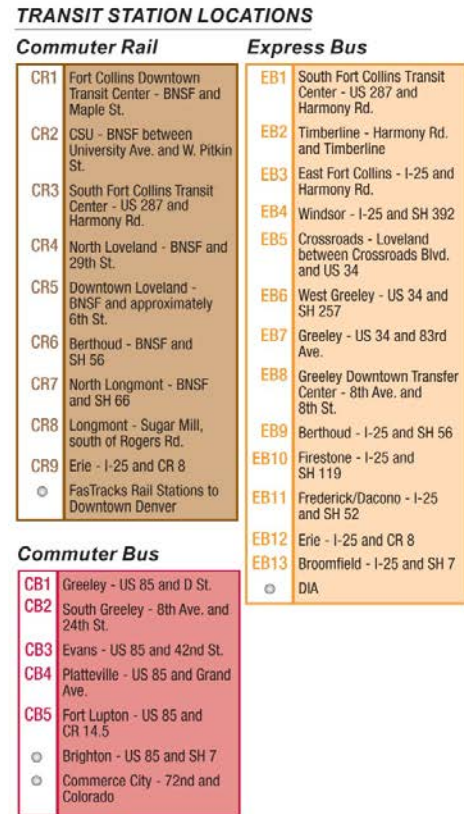 TRANSIT STATION LOCATIONS
Commuter Rail
CR1 Fort Collins Downtown
Transit Center - BNSF and
Maple St.
CR2 CSU - BNSF between
University Ave. and W. Pitkin
St.
CR3 South Fort Collins Transit
Center - US 287 and
Harmony Rd.
CR4 North Loveland - BNSF and
29th St.
CR5 Downtown Loveland -
BNSF and approximately
6th St.
CR6 Berthoud - BNSF and
SH 56
CR7 North Longmont - BNSF
and SH 66
CR8 Longmont - Sugar Mill,
south of Rogers Rd.
CR9 Erie - I-25 and CR 8
FasTracks Rail Stations to
Downtown Denver
Commuter Bus
CB1 Greeley - US 85 and D St.
CB2 South Greeley - 8th Ave. and
24th St.
CB3 Evans - US 85 and 42nd St.
CB4 Platteville - US 85 and Grand
Ave.
CB5 Fort Lupton - US 85 and
CR 14.5
Brighton - US 85 and SH 7
Commerce City - 72nd and
Colorado
Express Bus
EB1 South Fort Collins Transit
Center - US 287 and
Harmony Rd.
EB2 Timberline - Harmony Rd.
and Timberline
EB3 East Fort Collins - I-25 and
Harmony Rd.
EB4 Windsor - I-25 and SH 392
EB5 Crossroads - Loveland
between Crossroads Blvd.
and US 34
EB6 West Greeley - US 34 and
SH 257
EB7 Greeley - US 34 and 83rd
Ave.
EB8 Greeley Downtown Transfer
Center - 8th Ave. and
8th St.
EB9 Berthoud - I-25 and SH 56
EB10 Firestone - I-25 and
SH 119
EB11 Frederick/Dacono - I-25
and SH 52
EB12 Erie - I-25 and CR 8
EB13 Broomfield - I-25 and SH 7
DIA